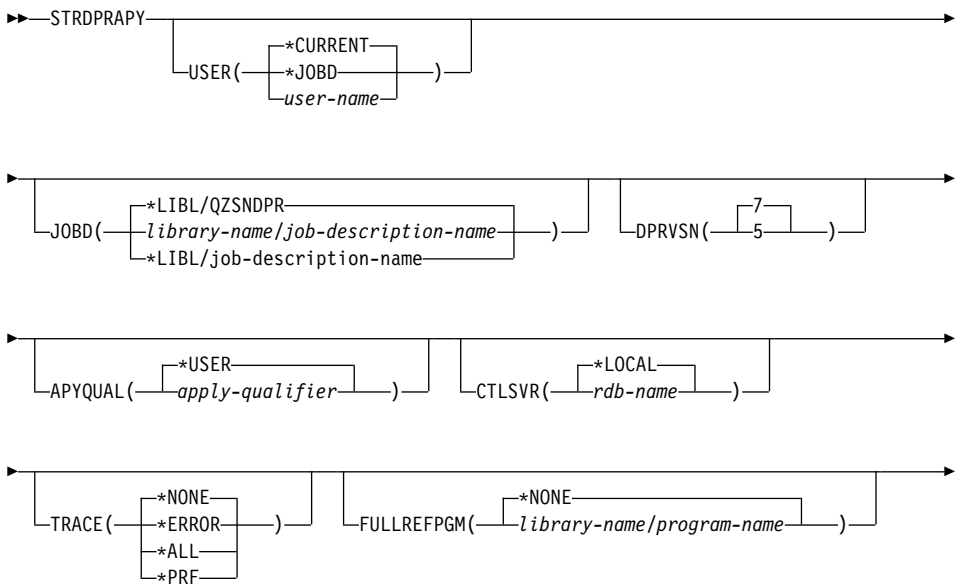 STRDPRAPY
*CURRENT
USER( *JOBD )
user-name
*LIBL/QZSNDPR 7
JOBD( library-name/job-description-name ) DPRVSN( 5 )
*LIBL/job-description-name
*USER *LOCAL
APYQUAL( apply-qualifier ) CTLSVR( rdb-name )
*NONE *NONE
TRACE( *ERROR ) FULLREFPGM( library-name/program-name )
*ALL
*PRF